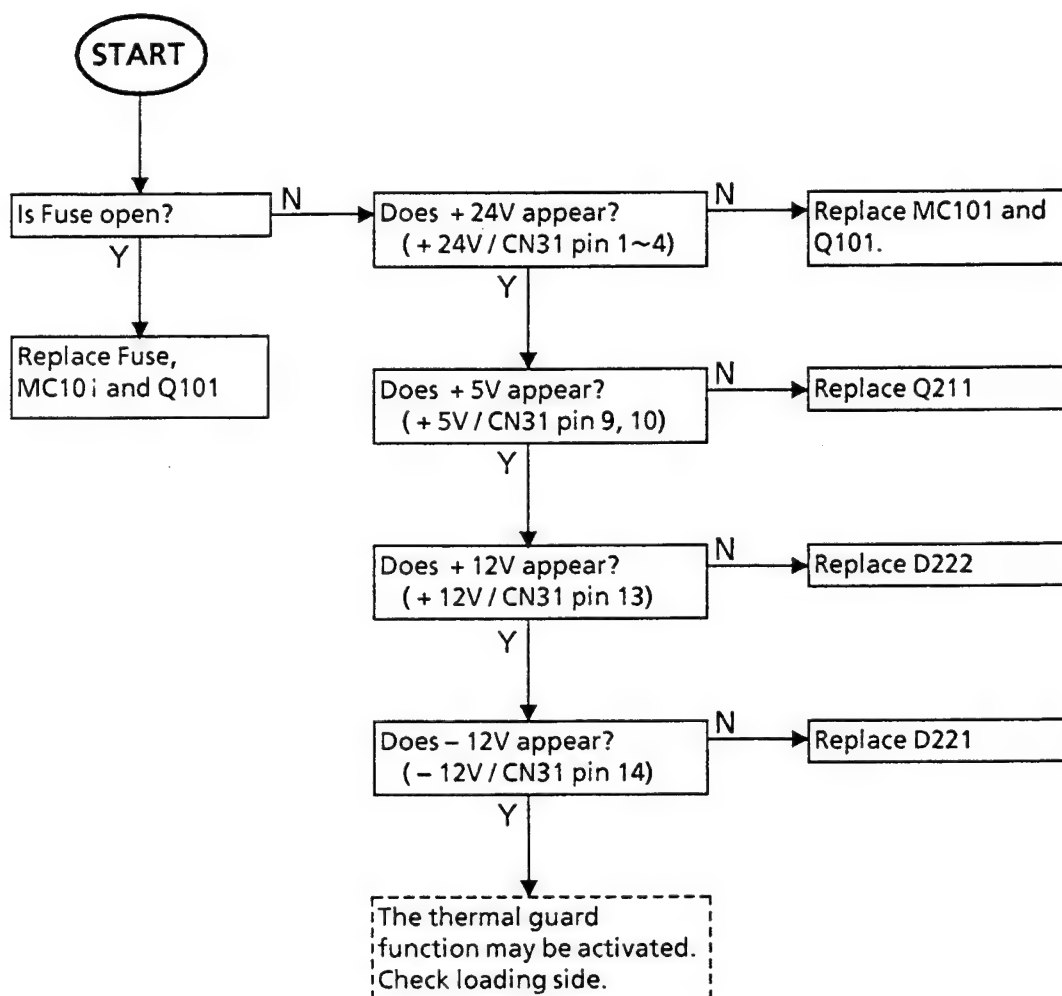 START
Is Fuse open?
N
Y
Replace Fuse,
MC10i and Q101
Does + 24V appear?
( + 24V / CN31 pin 1~4)
N
Y
Replace MC101 and
Q101.
Does + 5V appear?
( + 5V / CN31 pin 9, 10)
N
Y
Replace Q211
Does + 12V appear?
( + 12V / CN31 pin 13)
N
Y
Replace D222
Does – 12V appear?
( – 12V / CN31 pin 14)
N
Y
Replace D221
The thermal guard
function may be activated.
Check loading side.